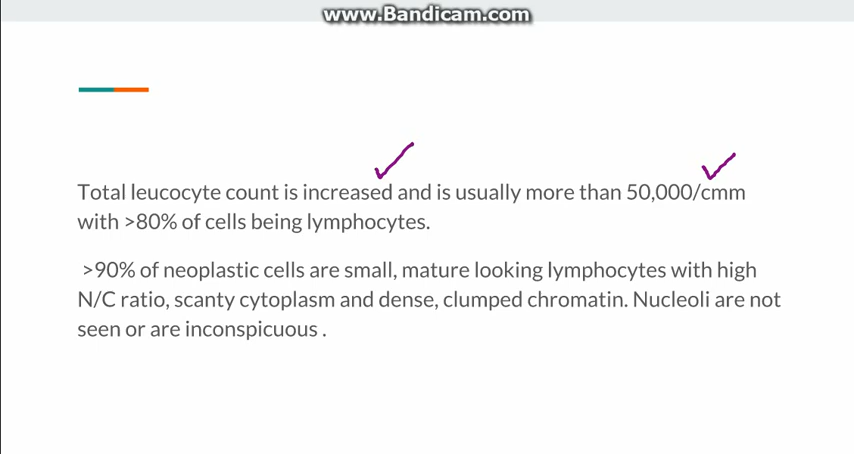 www.Bandicam.com
Total leucocyte count is increased and is usually more than 50,000/cmm
with >80% of cells being lymphocytes.
>90% of neoplastic cells are small, mature looking lymphocytes with high
N/C ratio, scanty cytoplasm and dense, clumped chromatin. Nucleoli are not
seen or are inconspicuous .